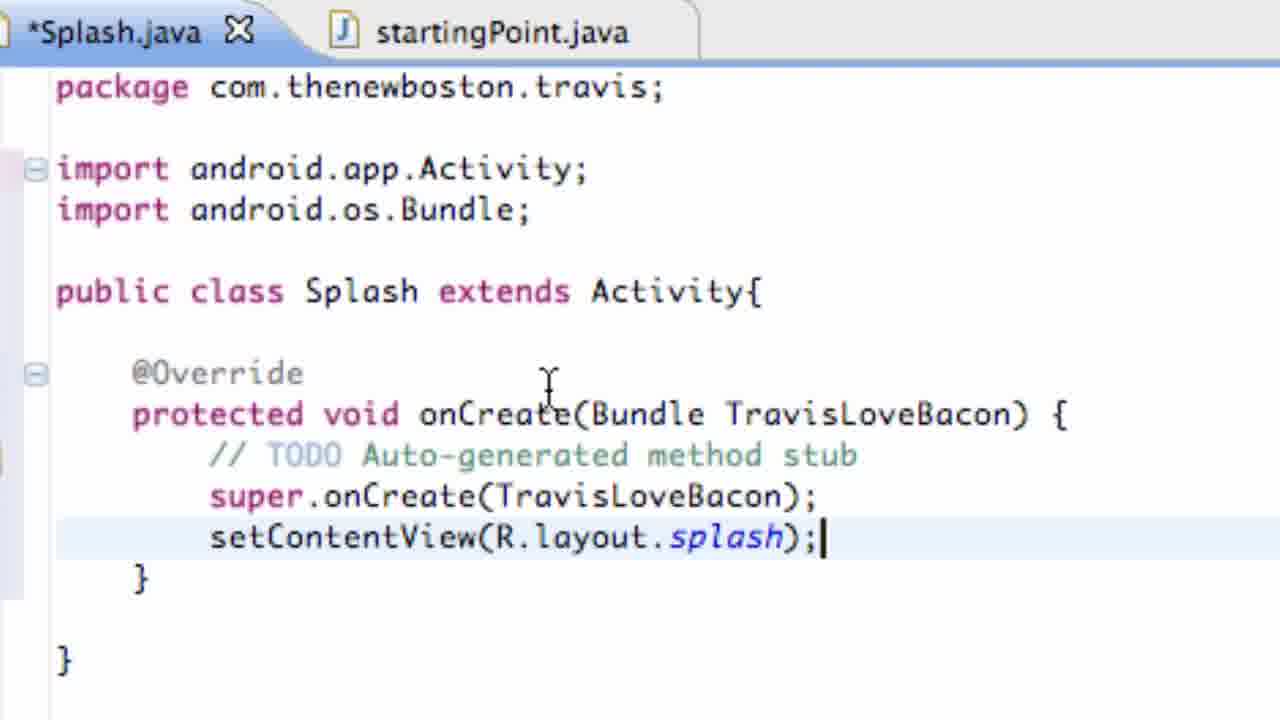 *Splash.java startingPoint.java
package com.thenewboston.travis;
import android.app.Activity;
import android.os.Bundle;
public class Splash extends Activity{
@Override
protected void onCreate(Bundle TravisLoveBacon) {
// TODO Auto-generated method stub
super.onCreate(TravisLoveBacon);
setContentView(R.layout.splash);
}
}